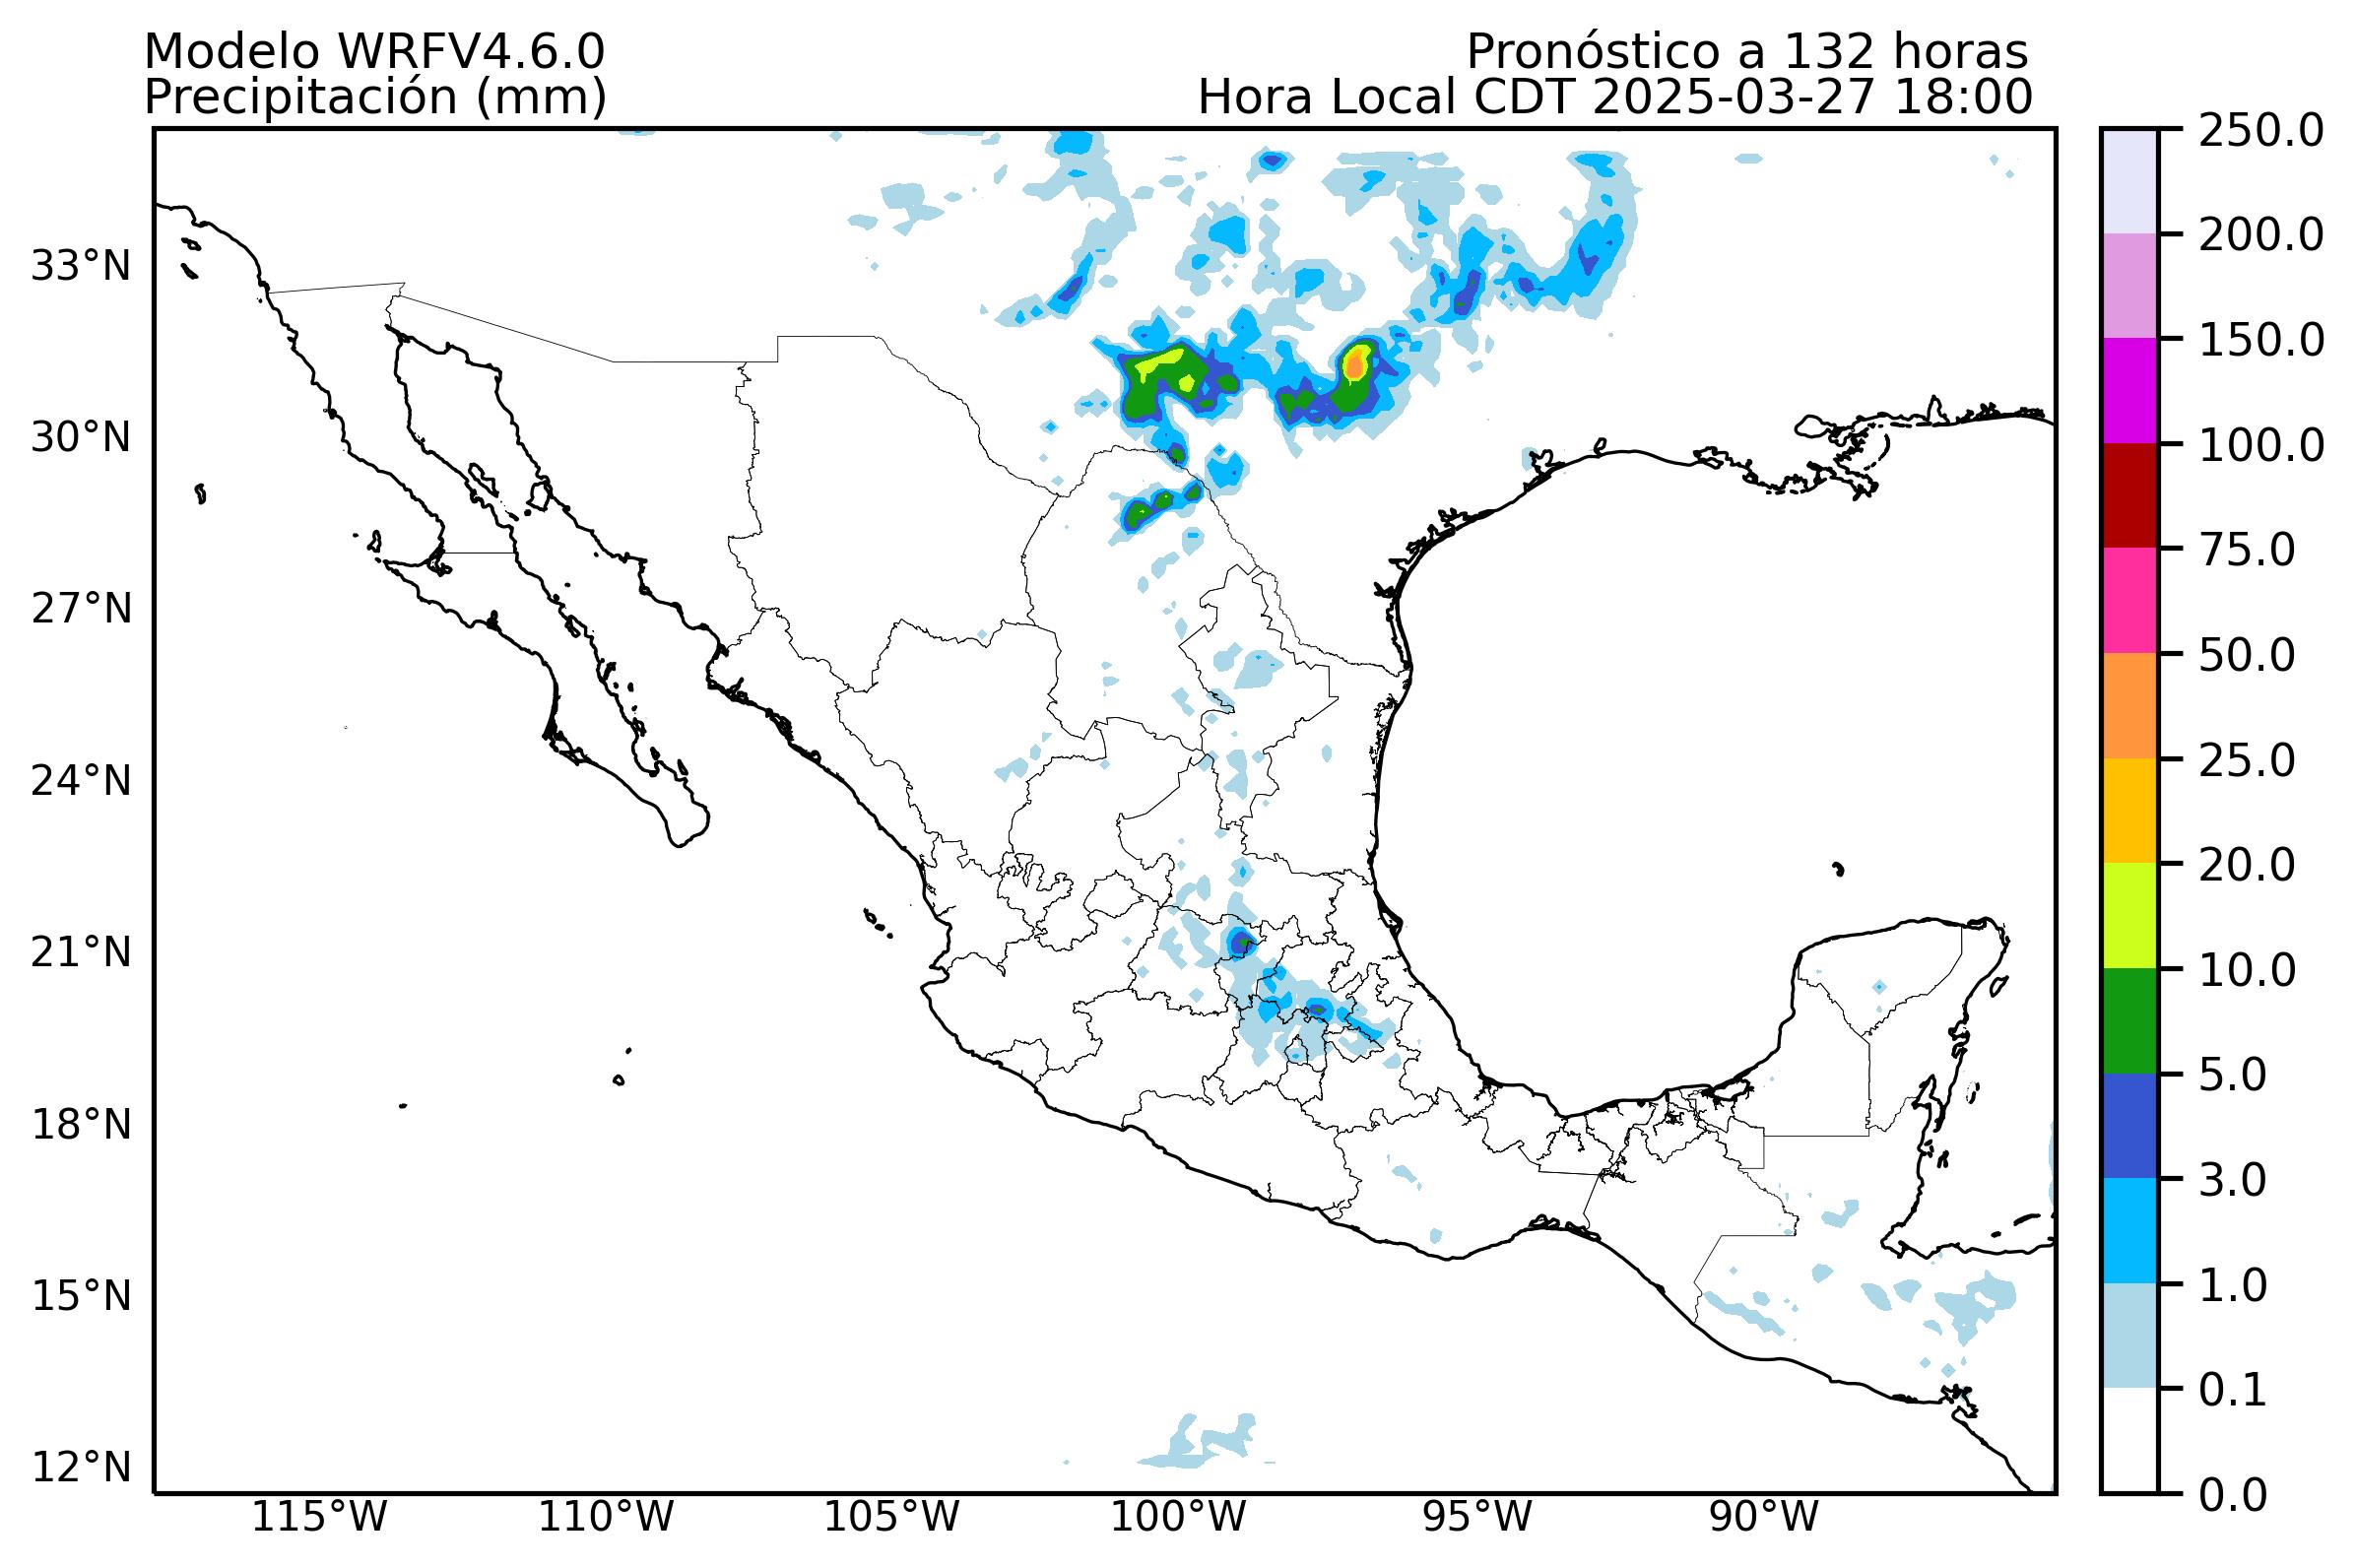 Modelo WRFV4.6.0
Pronóstico a 132 horas
Precipitación (mm)
Hora Local CDT 2025-03-27 18:00
250.0
200.0
150.0
100.0
75.0
50.0
25.0
20.0
10.0
5.0
3.0
1.0
0.1
0.0
33°N
30°N
27°N
24°N
21°N
18°N
15°N
12°N
115°W
110°W
105°W
100°W
95°W
90°W